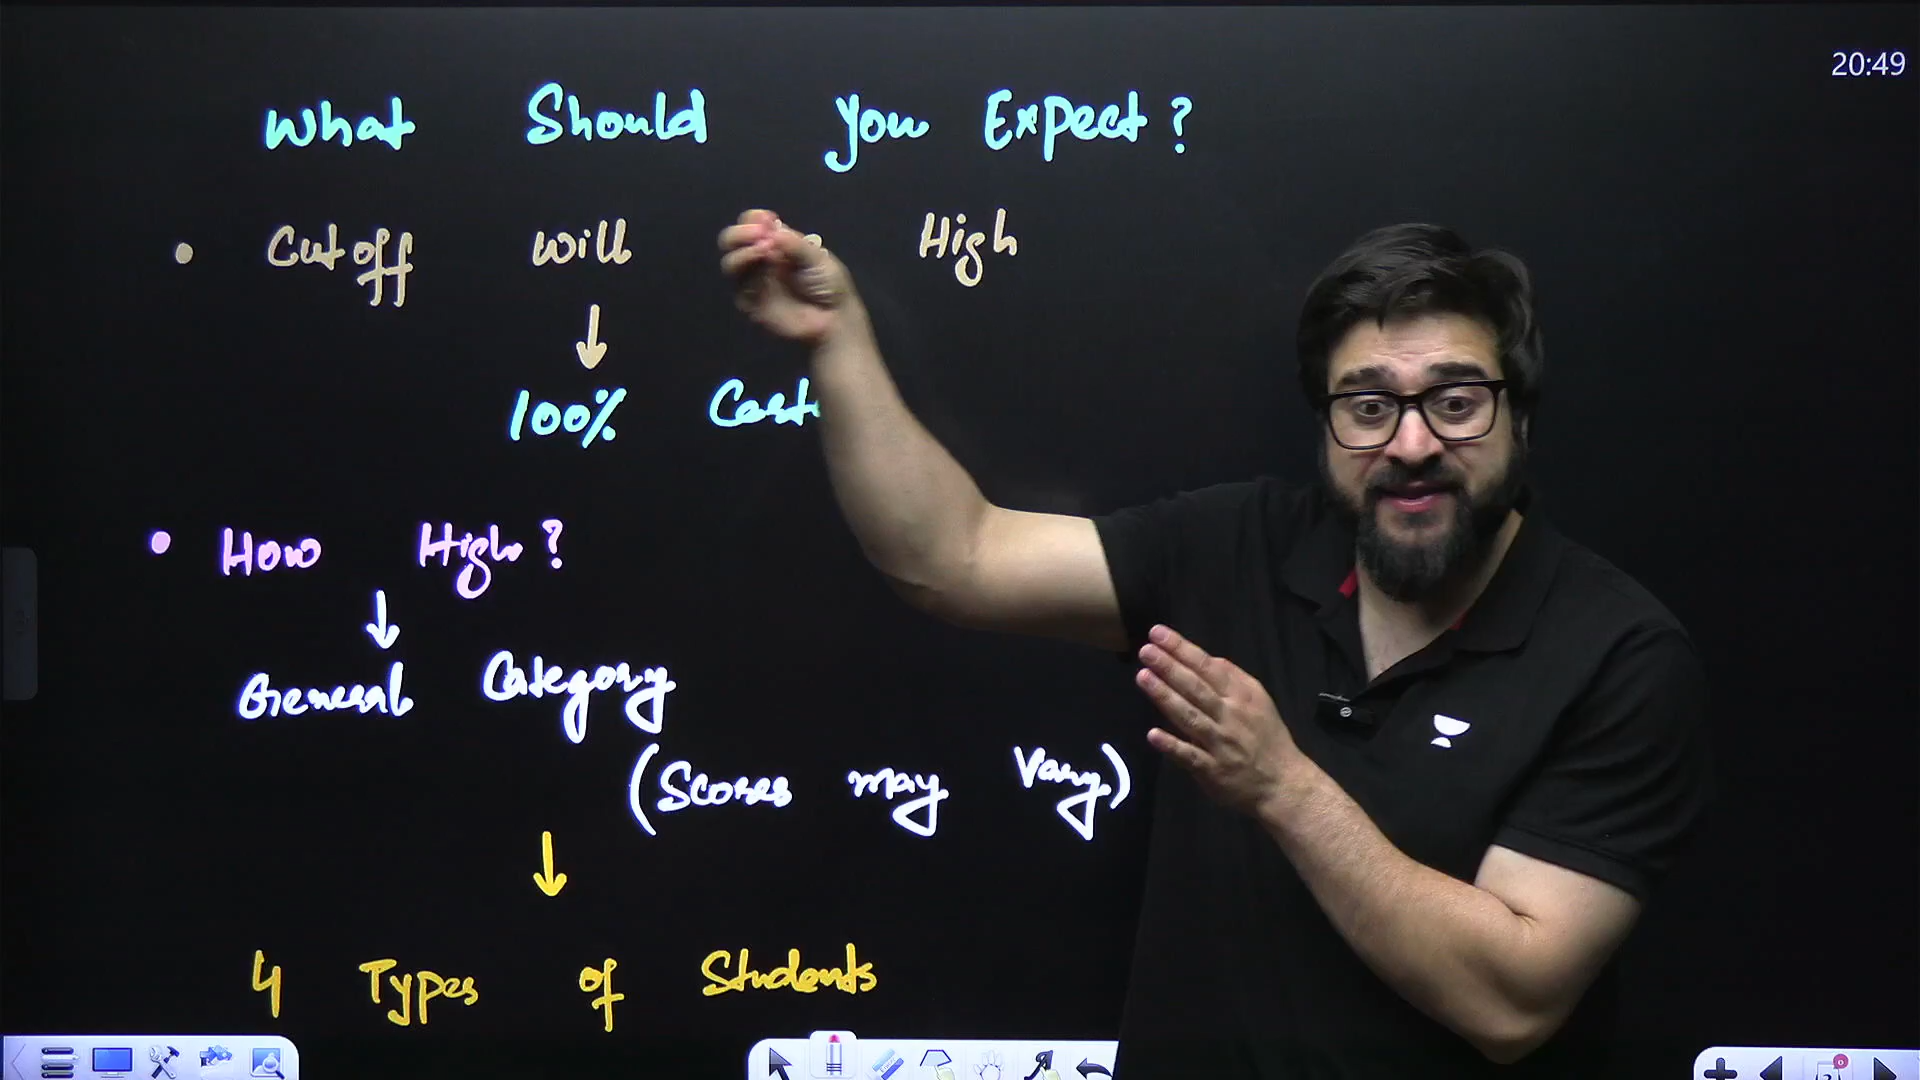 20:49
What Should You Expect?
• Cutoff will High
↓
100%
• How High?
↓
General Category
(Scores may Vary)
↓
4 Types of Students